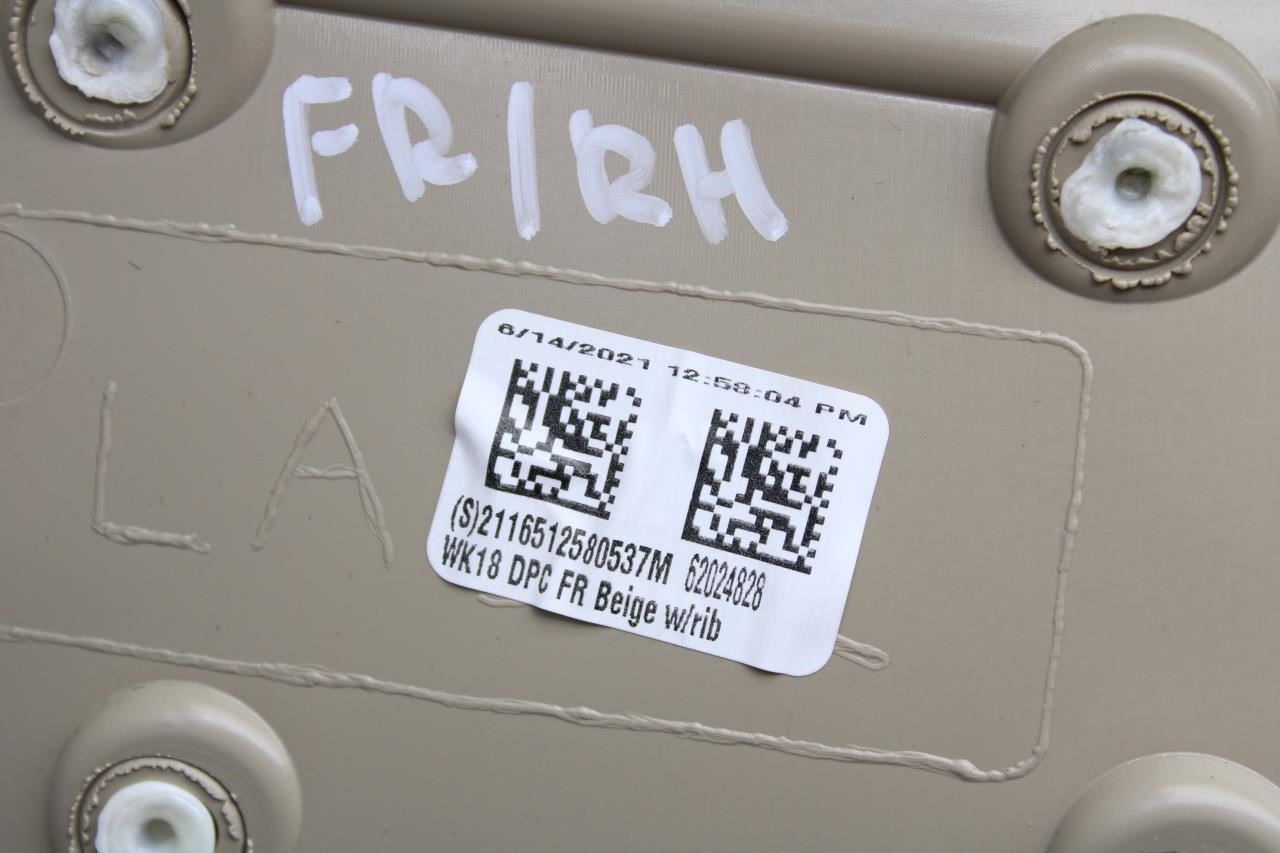 FR/RH
LA
6/14/2021 12:58:04 PM
(S)2116512580537M 62024828
WK18 DPC FR Beige w/rib